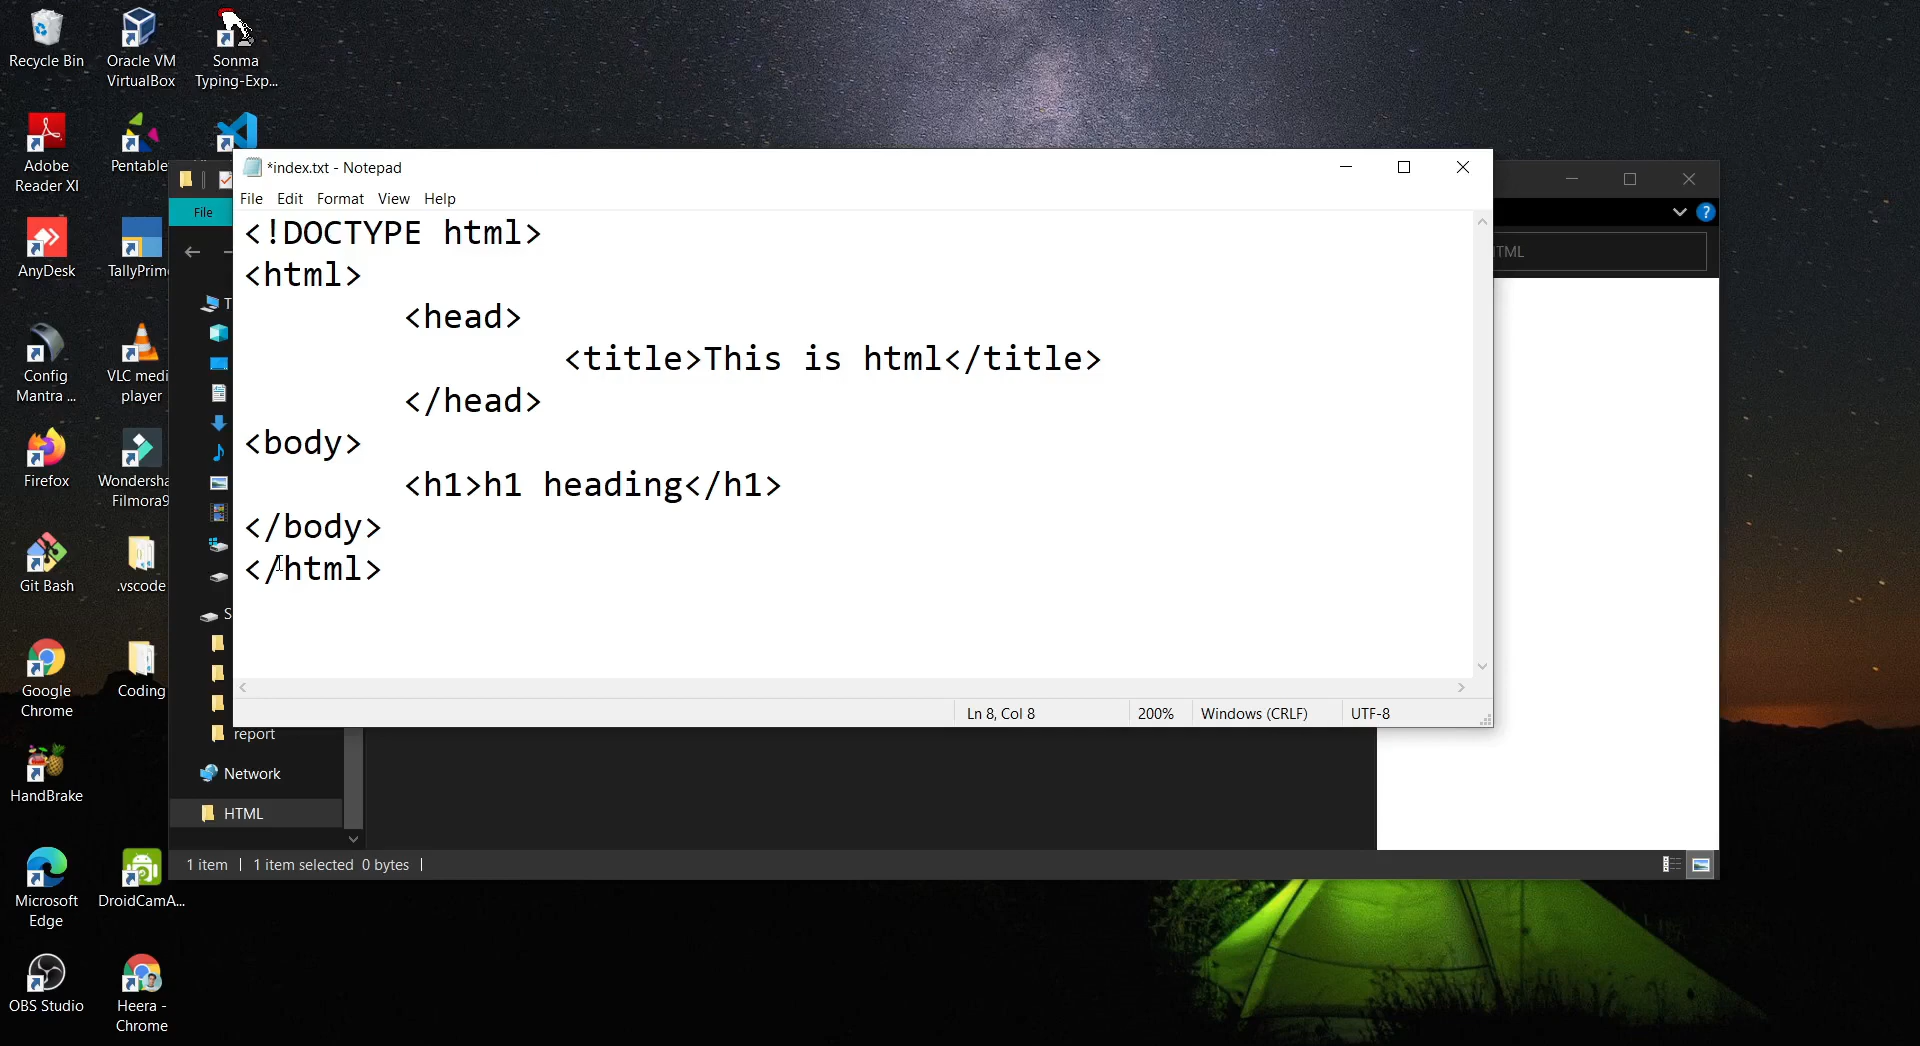 Recycle Bin
Oracle VM
VirtualBox
Sonma
Typing-Exp...
Adobe
Reader XI
Pentable
AnyDesk
TallyPrim
Config
Mantra ...
VLC medi
player
Firefox
Wondersha
Filmora9
Git Bash
.vscode
Google
Chrome
Coding
HandBrake
Microsoft
Edge
DroidCamA...
OBS Studio
Heera -
Chrome
*index.txt - Notepad
File Edit Format View Help
<!DOCTYPE html>
<html>
<head>
<title>This is html</title>
</head>
<body>
<h1>h1 heading</h1>
</body>
</html>
Ln 8, Col 8 200% Windows (CRLF) UTF-8
File
?
TML
T
S
report
Network
HTML
1 item 1 item selected 0 bytes